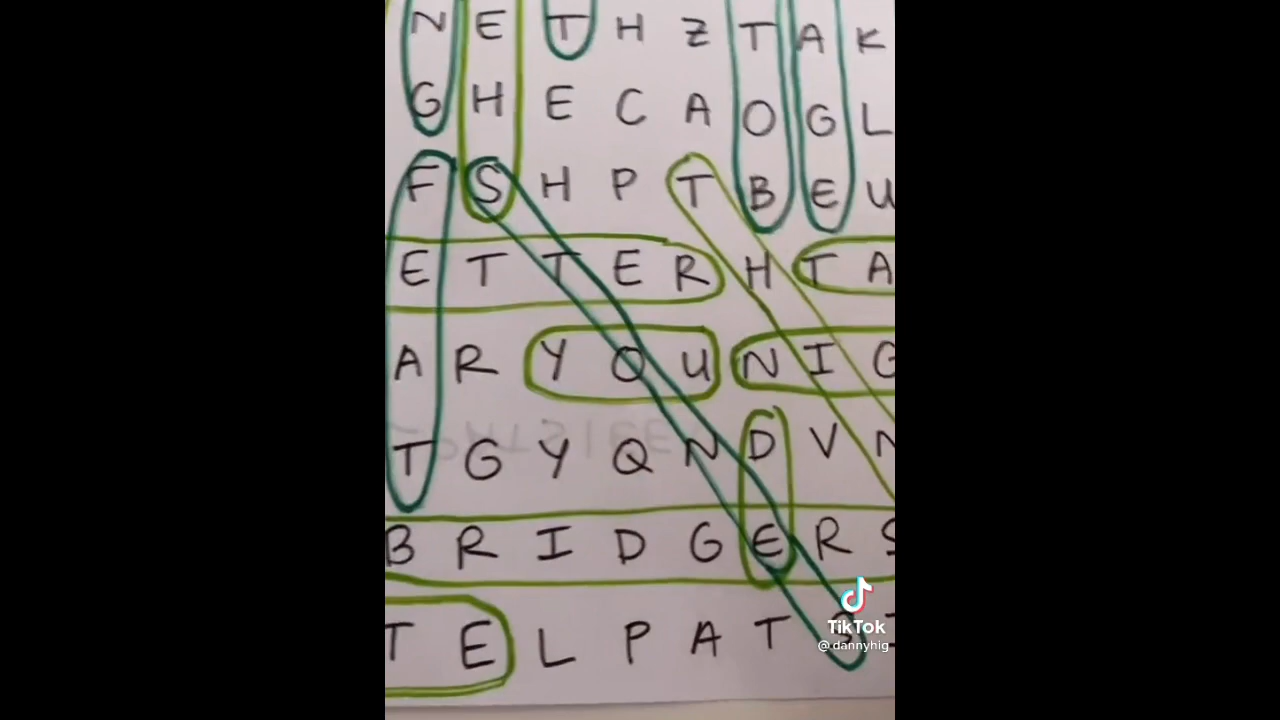 N E T H Z T A K
G H E C A O G L
F S H P T B E U
E T T E R H T A
A R Y O U N I G
T G Y Q N D V N
B R I D G E R S
T E L P A T S
TikTok
@dannyhig